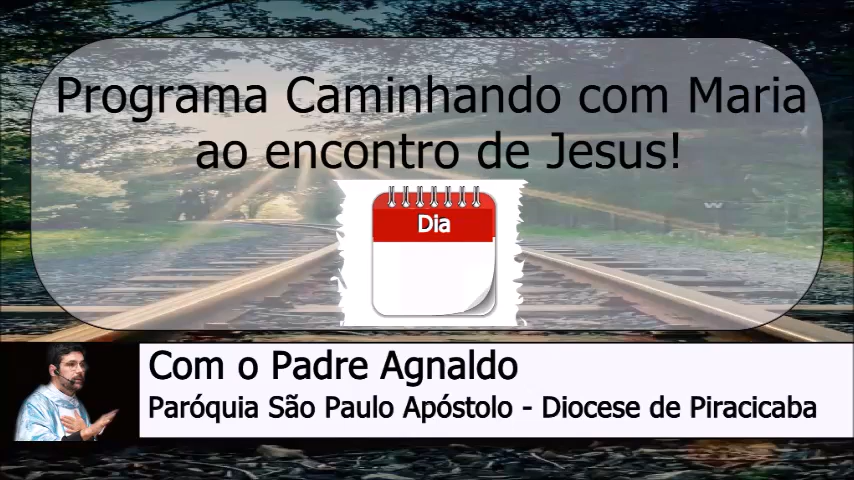 Programa Caminhando com Maria
ao encontro de Jesus!
Dia
Com o Padre Agnaldo
Paróquia São Paulo Apóstolo - Diocese de Piracicaba